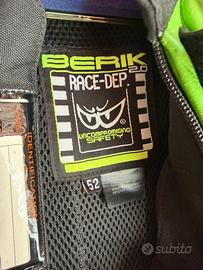 BERIK
2.0
RACE-DEP.
UNCOMPROMISING
SAFETY
52
subito